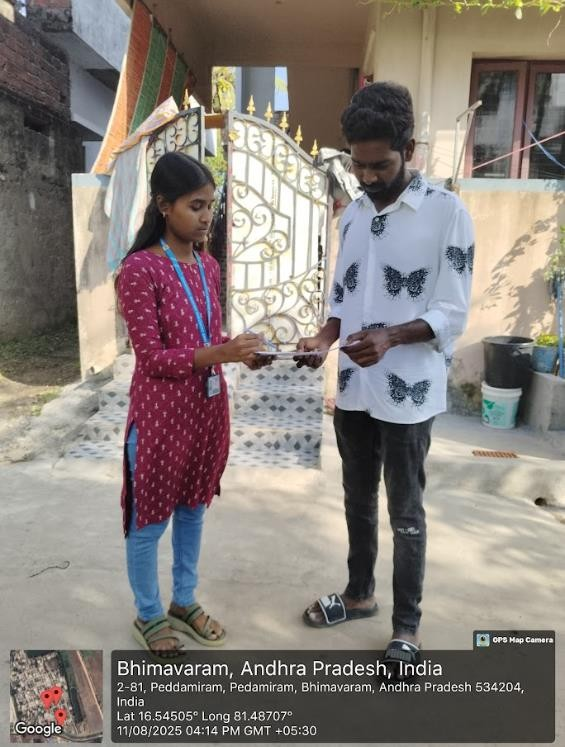 GPS Map Camera
Bhimavaram, Andhra Pradesh, India
2-81, Peddamiram, Pedamiram, Bhimavaram, Andhra Pradesh 534204,
India
Lat 16.54505° Long 81.48707°
11/08/2025 04:14 PM GMT +05:30
Google